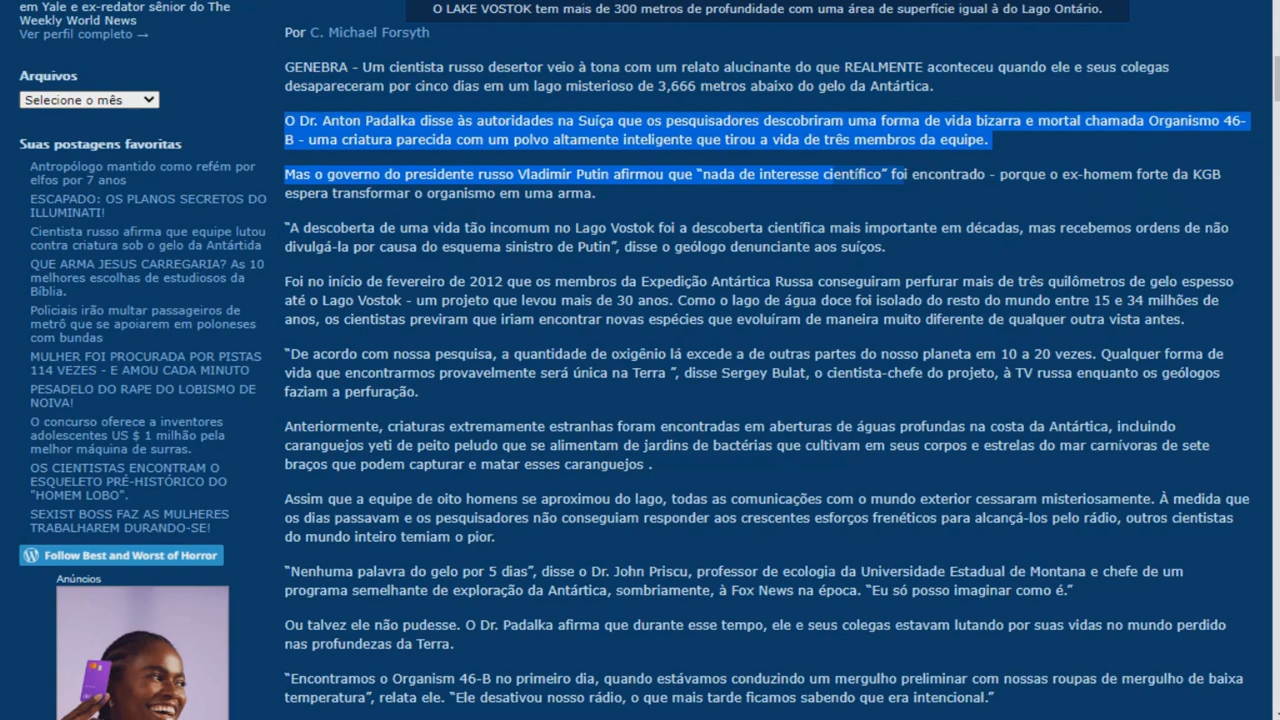 em Yale e ex-redator sênior do The
Weekly World News
Ver perfil completo →
Arquivos
Selecione o mês
Suas postagens favoritas
Antropólogo mantido como refém por
elfos por 7 anos
ESCAPADO: OS PLANOS SECRETOS DO
ILLUMINATI!
Cientista russo afirma que equipe lutou
contra criatura sob o gelo da Antártida
QUE ARMA JESUS CARREGARIA? As 10
melhores escolhas de estudiosos da
Bíblia.
Policiais irão multar passageiros de
metrô que se apoiarem em poloneses
com bundas
MULHER FOI PROCURADA POR PISTAS
114 VEZES - E AMOU CADA MINUTO
PESADELO DO RAPE DO LOBISMO DE
NOIVA!
O concurso oferece a inventores
adolescentes US $ 1 milhão pela
melhor máquina de surras.
OS CIENTISTAS ENCONTRAM O
ESQUELETO PRÉ-HISTÓRICO DO
"HOMEM LOBO".
SEXIST BOSS FAZ AS MULHERES
TRABALHAREM DURANDO-SE!
Follow Best and Worst of Horror
Anúncios
O LAKE VOSTOK tem mais de 300 metros de profundidade com uma área de superfície igual à do Lago Ontário.
Por C. Michael Forsyth
GENEBRA - Um cientista russo desertor veio à tona com um relato alucinante do que REALMENTE aconteceu quando ele e seus colegas
desapareceram por cinco dias em um lago misterioso de 3,666 metros abaixo do gelo da Antártica.
O Dr. Anton Padalka disse às autoridades na Suíça que os pesquisadores descobriram uma forma de vida bizarra e mortal chamada Organismo 46-
B - uma criatura parecida com um polvo altamente inteligente que tirou a vida de três membros da equipe.
Mas o governo do presidente russo Vladimir Putin afirmou que “nada de interesse científico” foi encontrado - porque o ex-homem forte da KGB
espera transformar o organismo em uma arma.
“A descoberta de uma vida tão incomum no Lago Vostok foi a descoberta científica mais importante em décadas, mas recebemos ordens de não
divulgá-la por causa do esquema sinistro de Putin”, disse o geólogo denunciante aos suíços.
Foi no início de fevereiro de 2012 que os membros da Expedição Antártica Russa conseguiram perfurar mais de três quilômetros de gelo espesso
até o Lago Vostok - um projeto que levou mais de 30 anos. Como o lago de água doce foi isolado do resto do mundo entre 15 e 34 milhões de
anos, os cientistas previram que iriam encontrar novas espécies que evoluíram de maneira muito diferente de qualquer outra vista antes.
“De acordo com nossa pesquisa, a quantidade de oxigênio lá excede a de outras partes do nosso planeta em 10 a 20 vezes. Qualquer forma de
vida que encontrarmos provavelmente será única na Terra ”, disse Sergey Bulat, o cientista-chefe do projeto, à TV russa enquanto os geólogos
faziam a perfuração.
Anteriormente, criaturas extremamente estranhas foram encontradas em aberturas de águas profundas na costa da Antártica, incluindo
caranguejos yeti de peito peludo que se alimentam de jardins de bactérias que cultivam em seus corpos e estrelas do mar carnívoras de sete
braços que podem capturar e matar esses caranguejos .
Assim que a equipe de oito homens se aproximou do lago, todas as comunicações com o mundo exterior cessaram misteriosamente. À medida que
os dias passavam e os pesquisadores não conseguiam responder aos crescentes esforços frenéticos para alcançá-los pelo rádio, outros cientistas
do mundo inteiro temiam o pior.
“Nenhuma palavra do gelo por 5 dias”, disse o Dr. John Priscu, professor de ecologia da Universidade Estadual de Montana e chefe de um
programa semelhante de exploração da Antártica, sombriamente, à Fox News na época. “Eu só posso imaginar como é.”
Ou talvez ele não pudesse. O Dr. Padalka afirma que durante esse tempo, ele e seus colegas estavam lutando por suas vidas no mundo perdido
nas profundezas da Terra.
“Encontramos o Organism 46-B no primeiro dia, quando estávamos conduzindo um mergulho preliminar com nossas roupas de mergulho de baixa
temperatura”, relata ele. “Ele desativou nosso rádio, o que mais tarde ficamos sabendo que era intencional.”